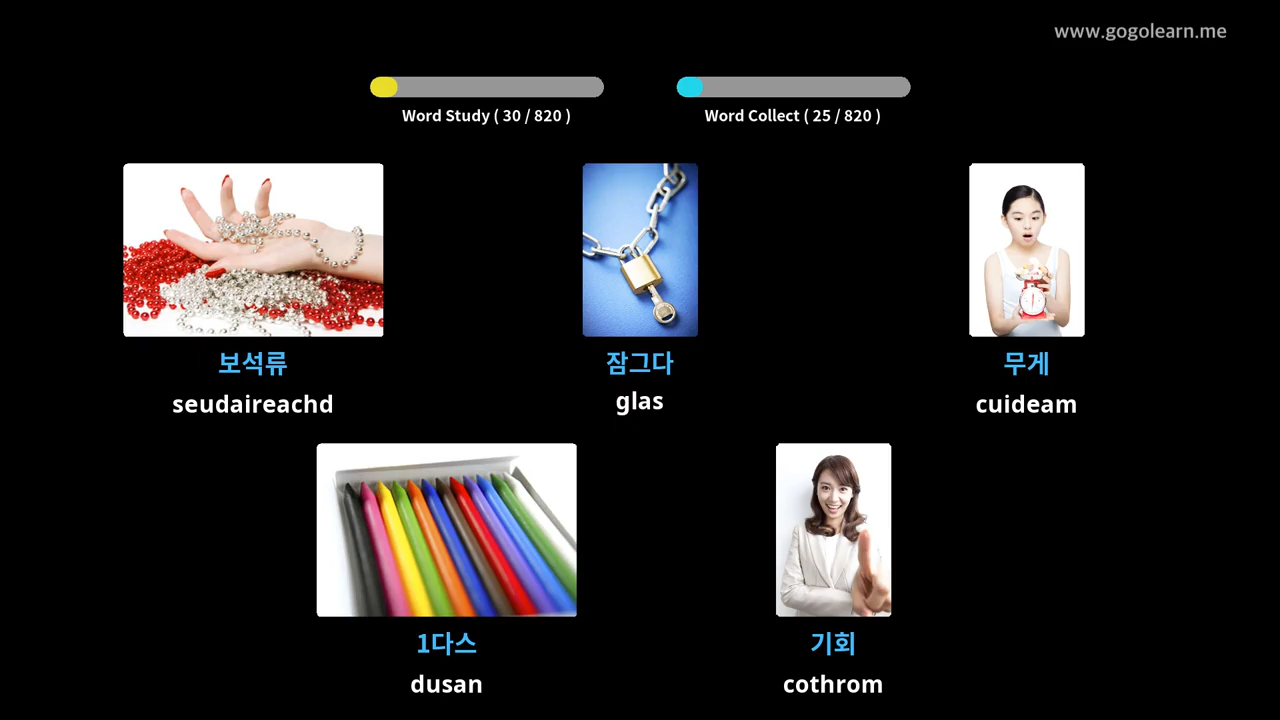 www.gogolearn.me
Word Study ( 30 / 820 )
Word Collect ( 25 / 820 )
보석류
잠그다
무게
seudaireachd
glas
cuideam
1다스
기회
dusan
cothrom